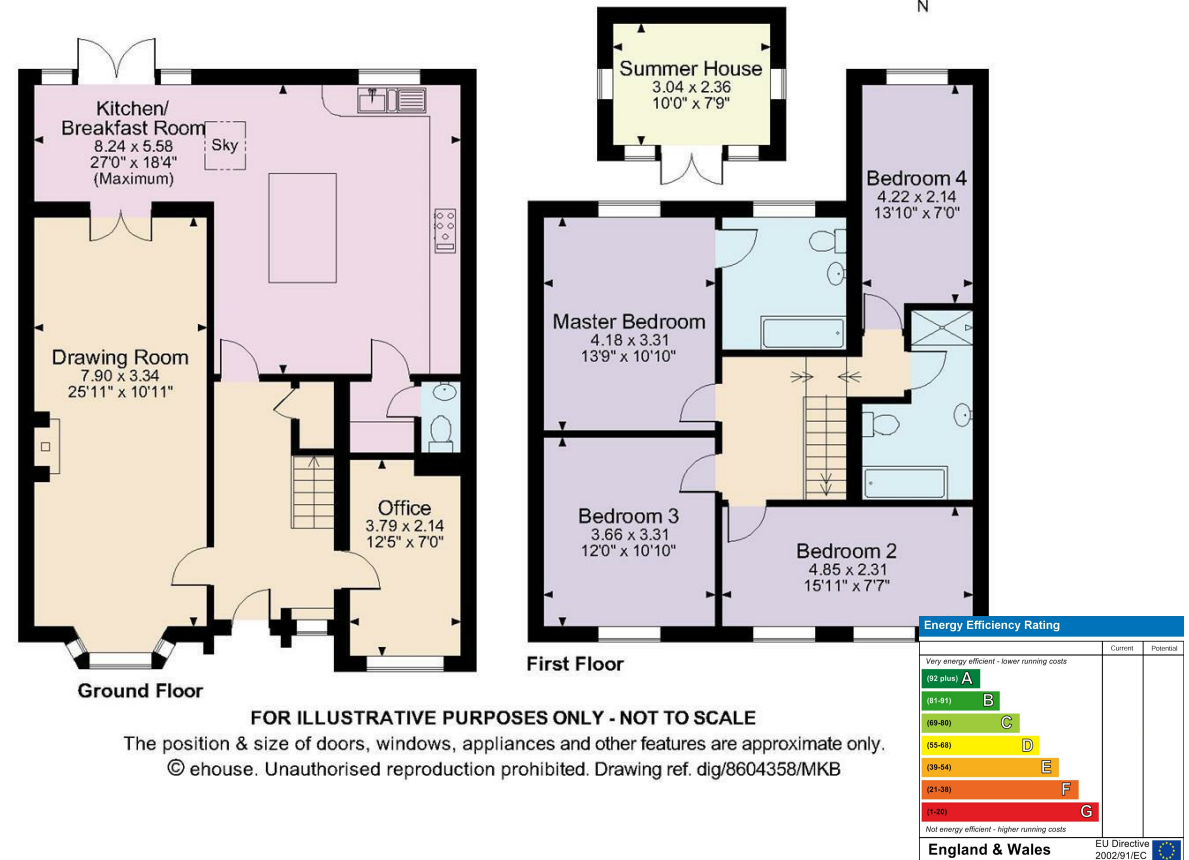 N
Summer House
3.04 x 2.36
10'0" x 7'9"
Kitchen/
Breakfast Room
8.24 x 5.58
27'0" x 18'4"
(Maximum)
Sky
Bedroom 4
4.22 x 2.14
13'10" x 7'0"
Drawing Room
7.90 x 3.34
25'11" x 10'11"
Master Bedroom
4.18 x 3.31
13'9" x 10'10"
Office
3.79 x 2.14
12'5" x 7'0"
Bedroom 3
3.66 x 3.31
12'0" x 10'10"
Bedroom 2
4.85 x 2.31
15'11" x 7'7"
Ground Floor
First Floor
FOR ILLUSTRATIVE PURPOSES ONLY - NOT TO SCALE
The position & size of doors, windows, appliances and other features are approximate only.
© ehouse. Unauthorised reproduction prohibited. Drawing ref. dig/8604358/MKB
Energy Efficiency Rating
Current Potential
Very energy efficient - lower running costs
(92 plus) A
(81-91) B
(69-80) C
(55-68) D
(39-54) E
(21-38) F
(1-20) G
Not energy efficient - higher running costs
England & Wales
EU Directive
2002/91/EC